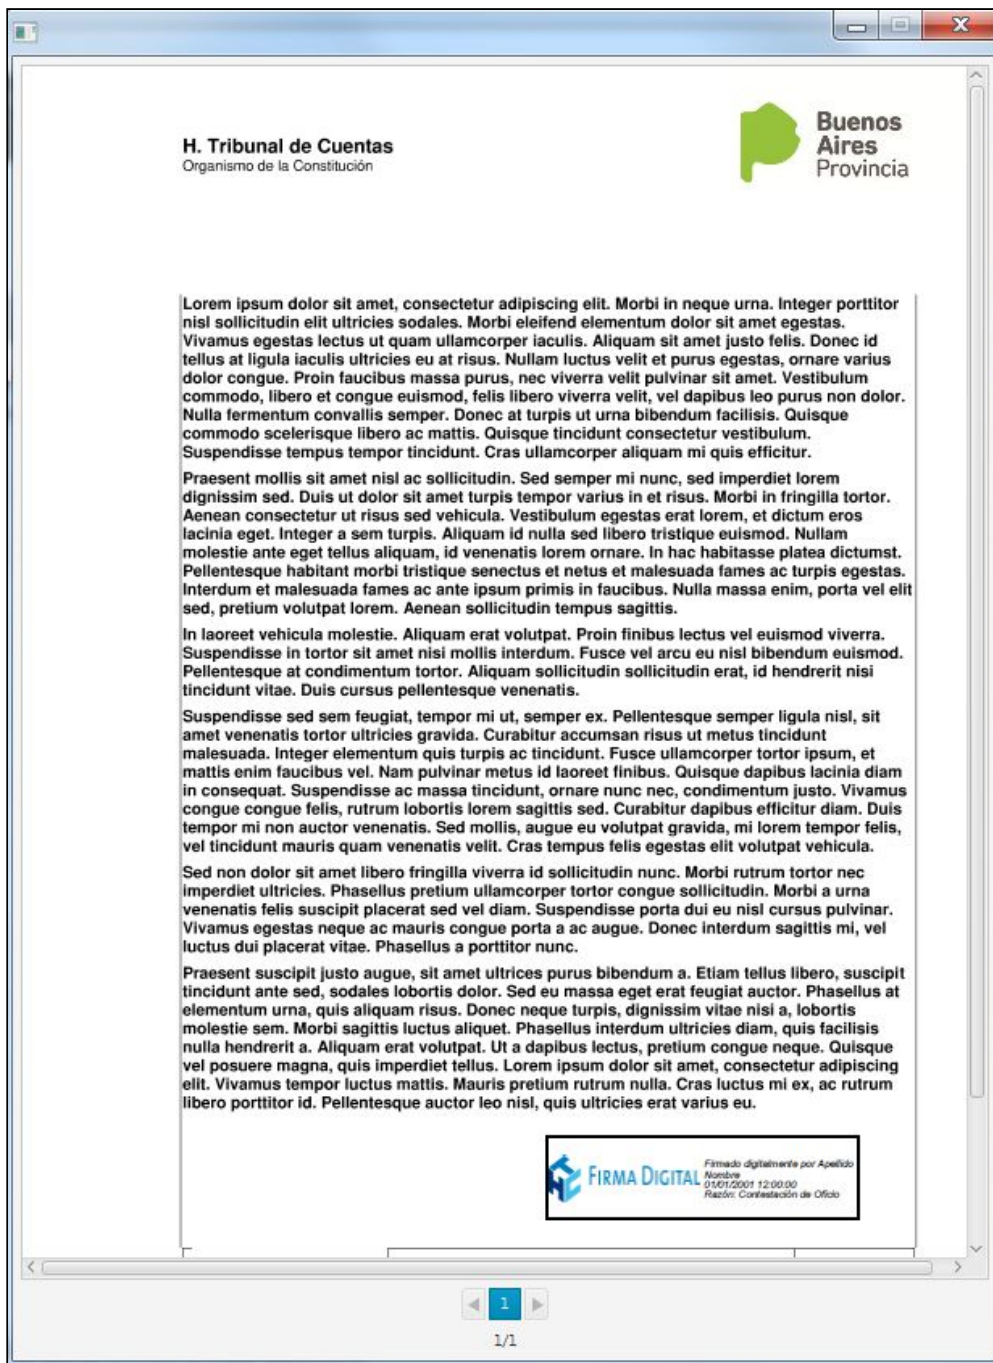 H. Tribunal de Cuentas
Organismo de la Constitución
Buenos
Aires
Provincia
Lorem ipsum dolor sit amet, consectetur adipiscing elit. Morbi in neque urna. Integer porttitor
nisl sollicitudin elit ultricies sodales. Morbi eleifend elementum dolor sit amet egestas.
Vivamus egestas lectus ut quam ullamcorper iaculis. Aliquam sit amet justo felis. Donec id
tellus at ligula iaculis ultricies eu at risus. Nullam luctus velit et purus egestas, ornare varius
dolor congue. Proin faucibus massa purus, nec viverra velit pulvinar sit amet. Vestibulum
commodo, libero et congue euismod, felis libero viverra velit, vel dapibus leo purus non dolor.
Nulla fermentum convallis semper. Donec at turpis ut urna bibendum facilisis. Quisque
commodo scelerisque libero ac mattis. Quisque tincidunt consectetur vestibulum.
Suspendisse tempus tempor tincidunt. Cras ullamcorper aliquam mi quis efficitur.
Praesent mollis sit amet nisl ac sollicitudin. Sed semper mi nunc, sed imperdiet lorem
dignissim sed. Duis ut dolor sit amet turpis tempor varius in et risus. Morbi in fringilla tortor.
Aenean consectetur ut risus sed vehicula. Vestibulum egestas erat lorem, et dictum eros
lacinia eget. Integer a sem turpis. Aliquam id nulla sed libero tristique euismod. Nullam
molestie ante eget tellus aliquam, id venenatis lorem ornare. In hac habitasse platea dictumst.
Pellentesque habitant morbi tristique senectus et netus et malesuada fames ac turpis egestas.
Interdum et malesuada fames ac ante ipsum primis in faucibus. Nulla massa enim, porta vel elit
sed, pretium volutpat lorem. Aenean sollicitudin tempus sagittis.
In laoreet vehicula molestie. Aliquam erat volutpat. Proin finibus lectus vel euismod viverra.
Suspendisse in tortor sit amet nisi mollis interdum. Fusce vel arcu eu nisl bibendum euismod.
Pellentesque at condimentum tortor. Aliquam sollicitudin sollicitudin erat, id hendrerit nisi
tincidunt vitae. Duis cursus pellentesque venenatis.
Suspendisse sed sem feugiat, tempor mi ut, semper ex. Pellentesque semper ligula nisl, sit
amet venenatis tortor ultricies gravida. Curabitur accumsan risus ut metus tincidunt
malesuada. Integer elementum quis turpis ac tincidunt. Fusce ullamcorper tortor ipsum, et
mattis enim faucibus vel. Nam pulvinar metus id laoreet finibus. Quisque dapibus lacinia diam
in consequat. Suspendisse ac massa tincidunt, ornare nunc nec, condimentum justo. Vivamus
congue congue felis, rutrum lobortis lorem sagittis sed. Curabitur dapibus efficitur diam. Duis
tempor mi non auctor venenatis. Sed mollis, augue eu volutpat gravida, mi lorem tempor felis,
vel tincidunt mauris quam venenatis velit. Cras tempus felis egestas elit volutpat vehicula.
Sed non dolor sit amet libero fringilla viverra id sollicitudin nunc. Morbi rutrum tortor nec
imperdiet ultricies. Phasellus pretium ullamcorper tortor congue sollicitudin. Morbi a urna
venenatis felis suscipit placerat sed vel diam. Suspendisse porta dui eu nisl cursus pulvinar.
Vivamus egestas neque ac mauris congue porta a ac augue. Donec interdum sagittis mi, vel
luctus dui placerat vitae. Phasellus a porttitor nunc.
Praesent suscipit justo augue, sit amet ultrices purus bibendum a. Etiam tellus libero, suscipit
tincidunt ante sed, sodales lobortis dolor. Sed eu massa eget erat feugiat auctor. Phasellus at
elementum urna, quis aliquam risus. Donec neque turpis, dignissim vitae nisi a, lobortis
molestie sem. Morbi sagittis luctus aliquet. Phasellus interdum ultricies diam, quis facilisis
nulla hendrerit a. Aliquam erat volutpat. Ut a dapibus lectus, pretium congue neque. Quisque
vel posuere magna, quis imperdiet tellus. Lorem ipsum dolor sit amet, consectetur adipiscing
elit. Vivamus tempor luctus mattis. Mauris pretium rutrum nulla. Cras luctus mi ex, ac rutrum
libero porttitor id. Pellentesque auctor leo nisl, quis ultricies erat varius eu.
HTC
FIRMA DIGITAL
Firmado digitalmente por Apellido
Nombre
01/01/2001 12:00:00
Razón: Contestación de Oficio
1
1/1